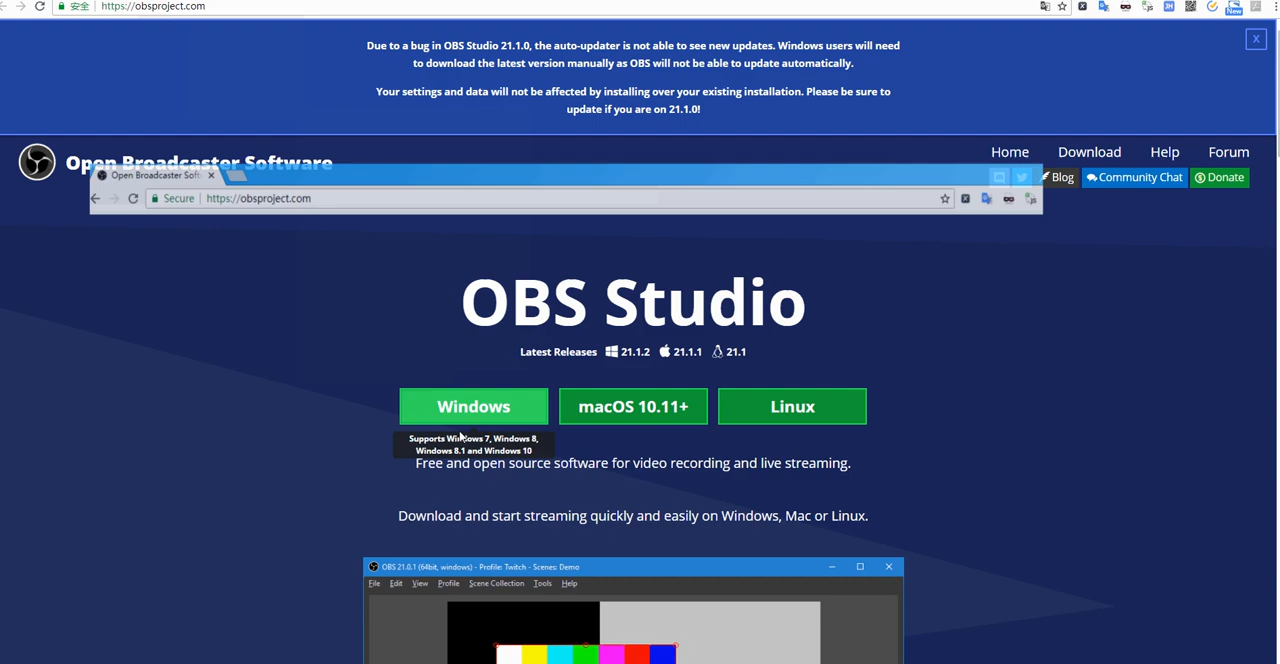 安全 https://obsproject.com
New
Due to a bug in OBS Studio 21.1.0, the auto-updater is not able to see new updates. Windows users will need
to download the latest version manually as OBS will not be able to update automatically.
X
Your settings and data will not be affected by installing over your existing installation. Please be sure to
update if you are on 21.1.0!
Open Broadcaster Software
Home Download Help Forum
Open Broadcaster Soft
Blog Community Chat Donate
Secure https://obsproject.com
OBS Studio
Latest Releases 21.1.2 21.1.1 21.1
Windows macOS 10.11+ Linux
Supports Windows 7, Windows 8,
Windows 8.1 and Windows 10
Free and open source software for video recording and live streaming.
Download and start streaming quickly and easily on Windows, Mac or Linux.
OBS 21.0.1 (64bit, windows) - Profile: Twitch - Scenes: Demo
File Edit View Profile Scene Collection Tools Help